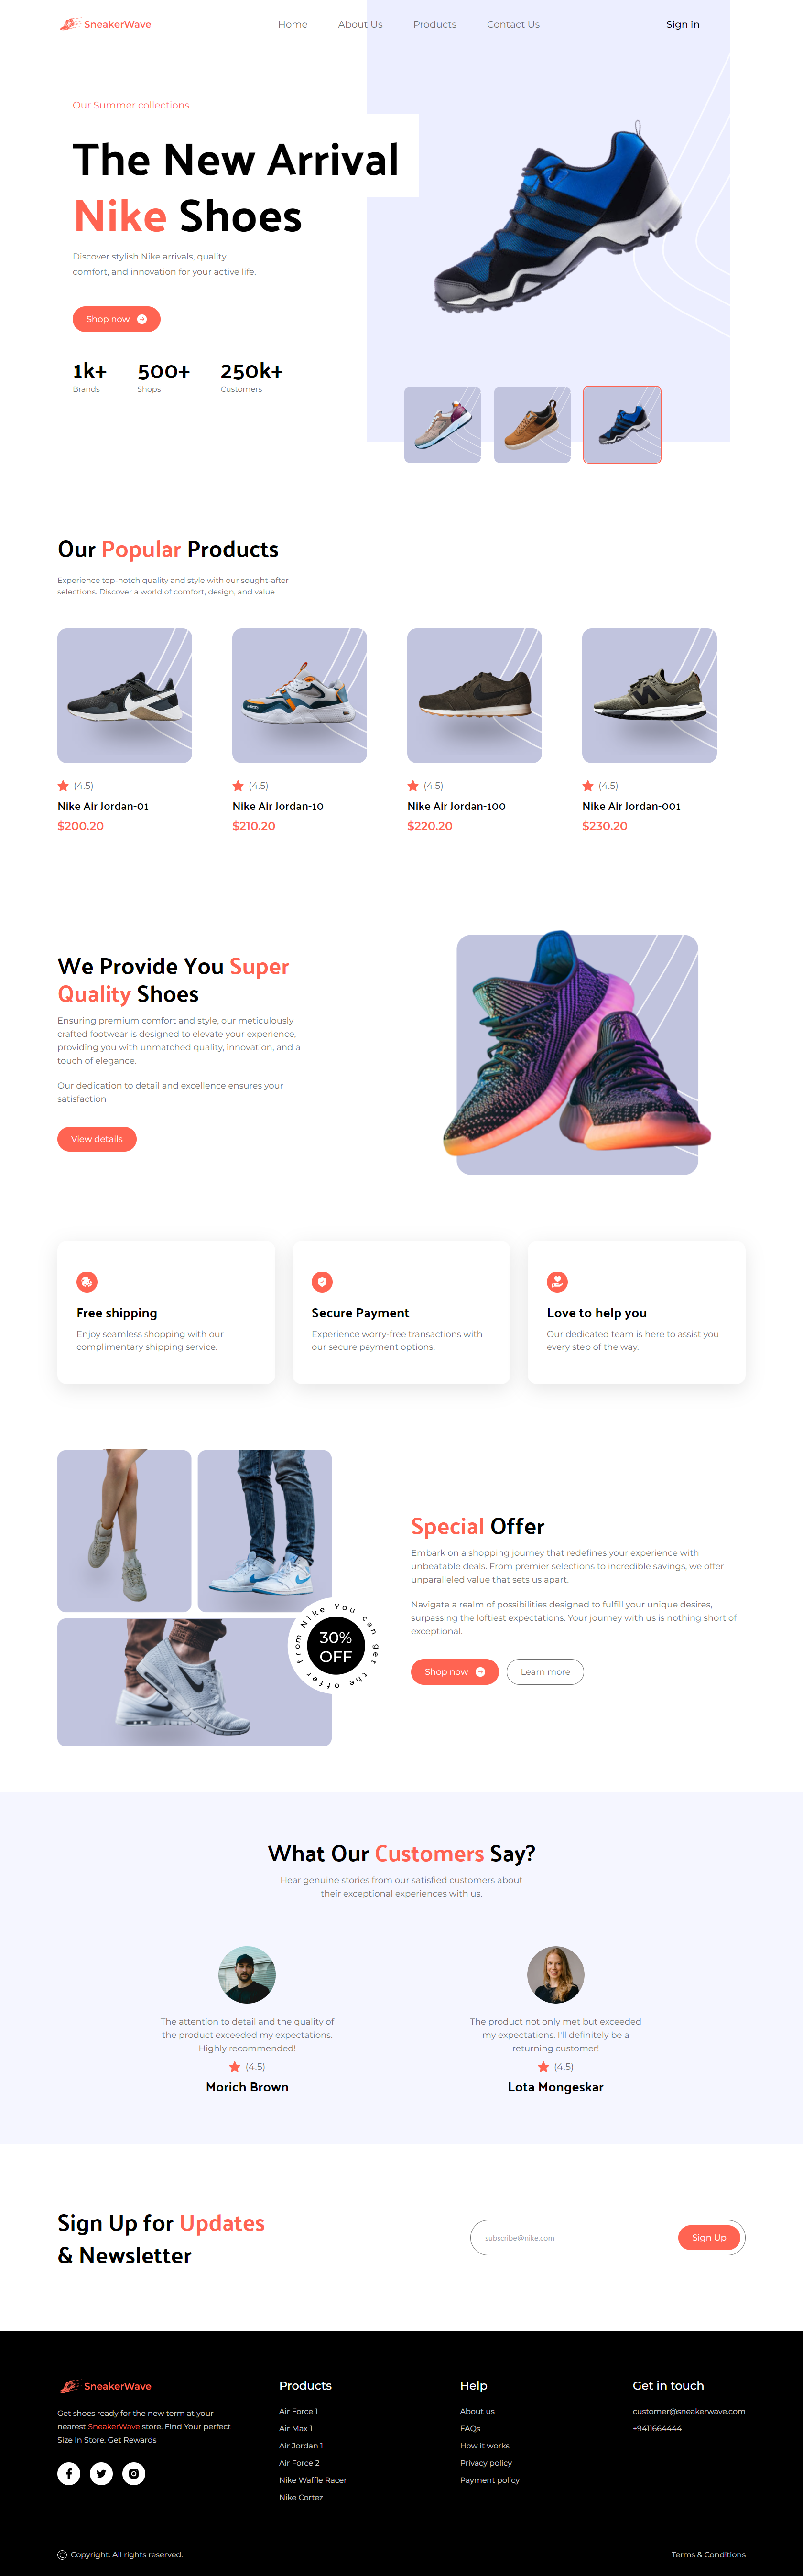 SneakerWave
Home
About Us
Products
Contact Us
Sign in
Our Summer collections
The New Arrival
Nike Shoes
Discover stylish Nike arrivals, quality
comfort, and innovation for your active life.
Shop now
1k+
Brands
500+
Shops
250k+
Customers
Our Popular Products
Experience top-notch quality and style with our sought-after
selections. Discover a world of comfort, design, and value
(4.5)
Nike Air Jordan-01
$200.20
(4.5)
Nike Air Jordan-10
$210.20
(4.5)
Nike Air Jordan-100
$220.20
(4.5)
Nike Air Jordan-001
$230.20
We Provide You Super
Quality Shoes
Ensuring premium comfort and style, our meticulously
crafted footwear is designed to elevate your experience,
providing you with unmatched quality, innovation, and a
touch of elegance.
Our dedication to detail and excellence ensures your
satisfaction
View details
Free shipping
Enjoy seamless shopping with our
complimentary shipping service.
Secure Payment
Experience worry-free transactions with
our secure payment options.
Love to help you
Our dedicated team is here to assist you
every step of the way.
You can get the offer from Nike
30%
OFF
Special Offer
Embark on a shopping journey that redefines your experience with
unbeatable deals. From premier selections to incredible savings, we offer
unparalleled value that sets us apart.
Navigate a realm of possibilities designed to fulfill your unique desires,
surpassing the loftiest expectations. Your journey with us is nothing short of
exceptional.
Shop now
Learn more
What Our Customers Say?
Hear genuine stories from our satisfied customers about
their exceptional experiences with us.
The attention to detail and the quality of
the product exceeded my expectations.
Highly recommended!
(4.5)
Morich Brown
The product not only met but exceeded
my expectations. I'll definitely be a
returning customer!
(4.5)
Lota Mongeskar
Sign Up for Updates
& Newsletter
subscribe@nike.com
Sign Up
SneakerWave
Get shoes ready for the new term at your
nearest SneakerWave store. Find Your perfect
Size In Store. Get Rewards
Products
Air Force 1
Air Max 1
Air Jordan 1
Air Force 2
Nike Waffle Racer
Nike Cortez
Help
About us
FAQs
How it works
Privacy policy
Payment policy
Get in touch
customer@sneakerwave.com
+9411664444
© Copyright. All rights reserved.
Terms & Conditions